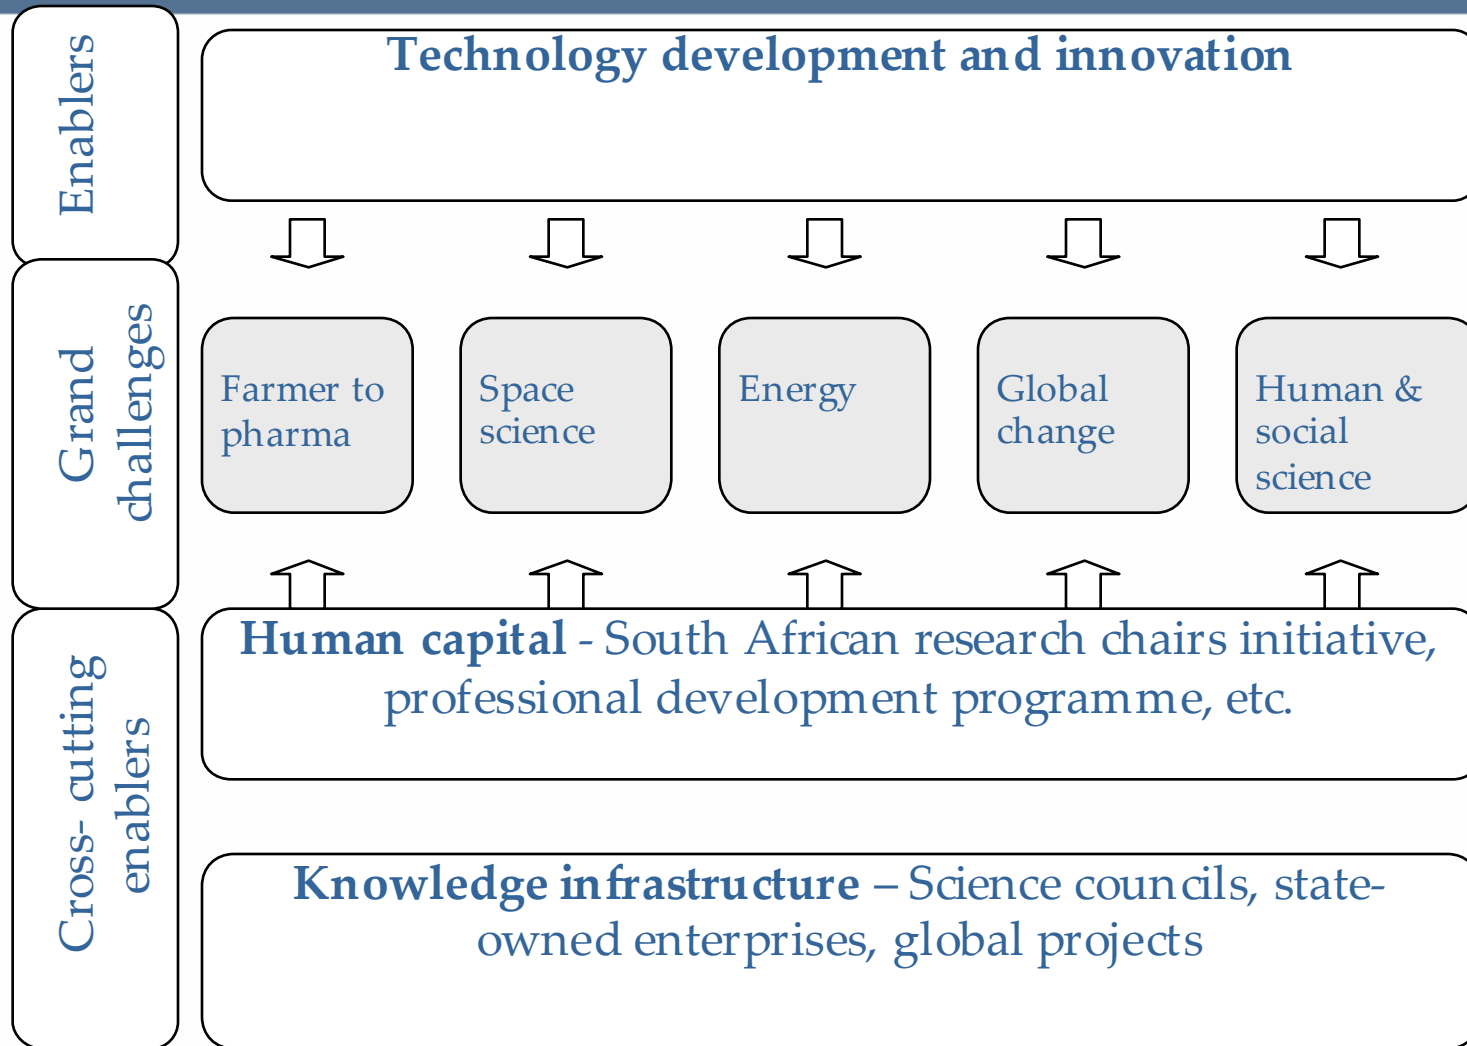 Enablers
Technology development and innovation
Grand
challenges
Farmer to
pharma
Space
science
Energy
Global
change
Human &
social
science
Cross- cutting
enablers
Human capital - South African research chairs initiative,
professional development programme, etc.
Knowledge infrastructure – Science councils, state-
owned enterprises, global projects